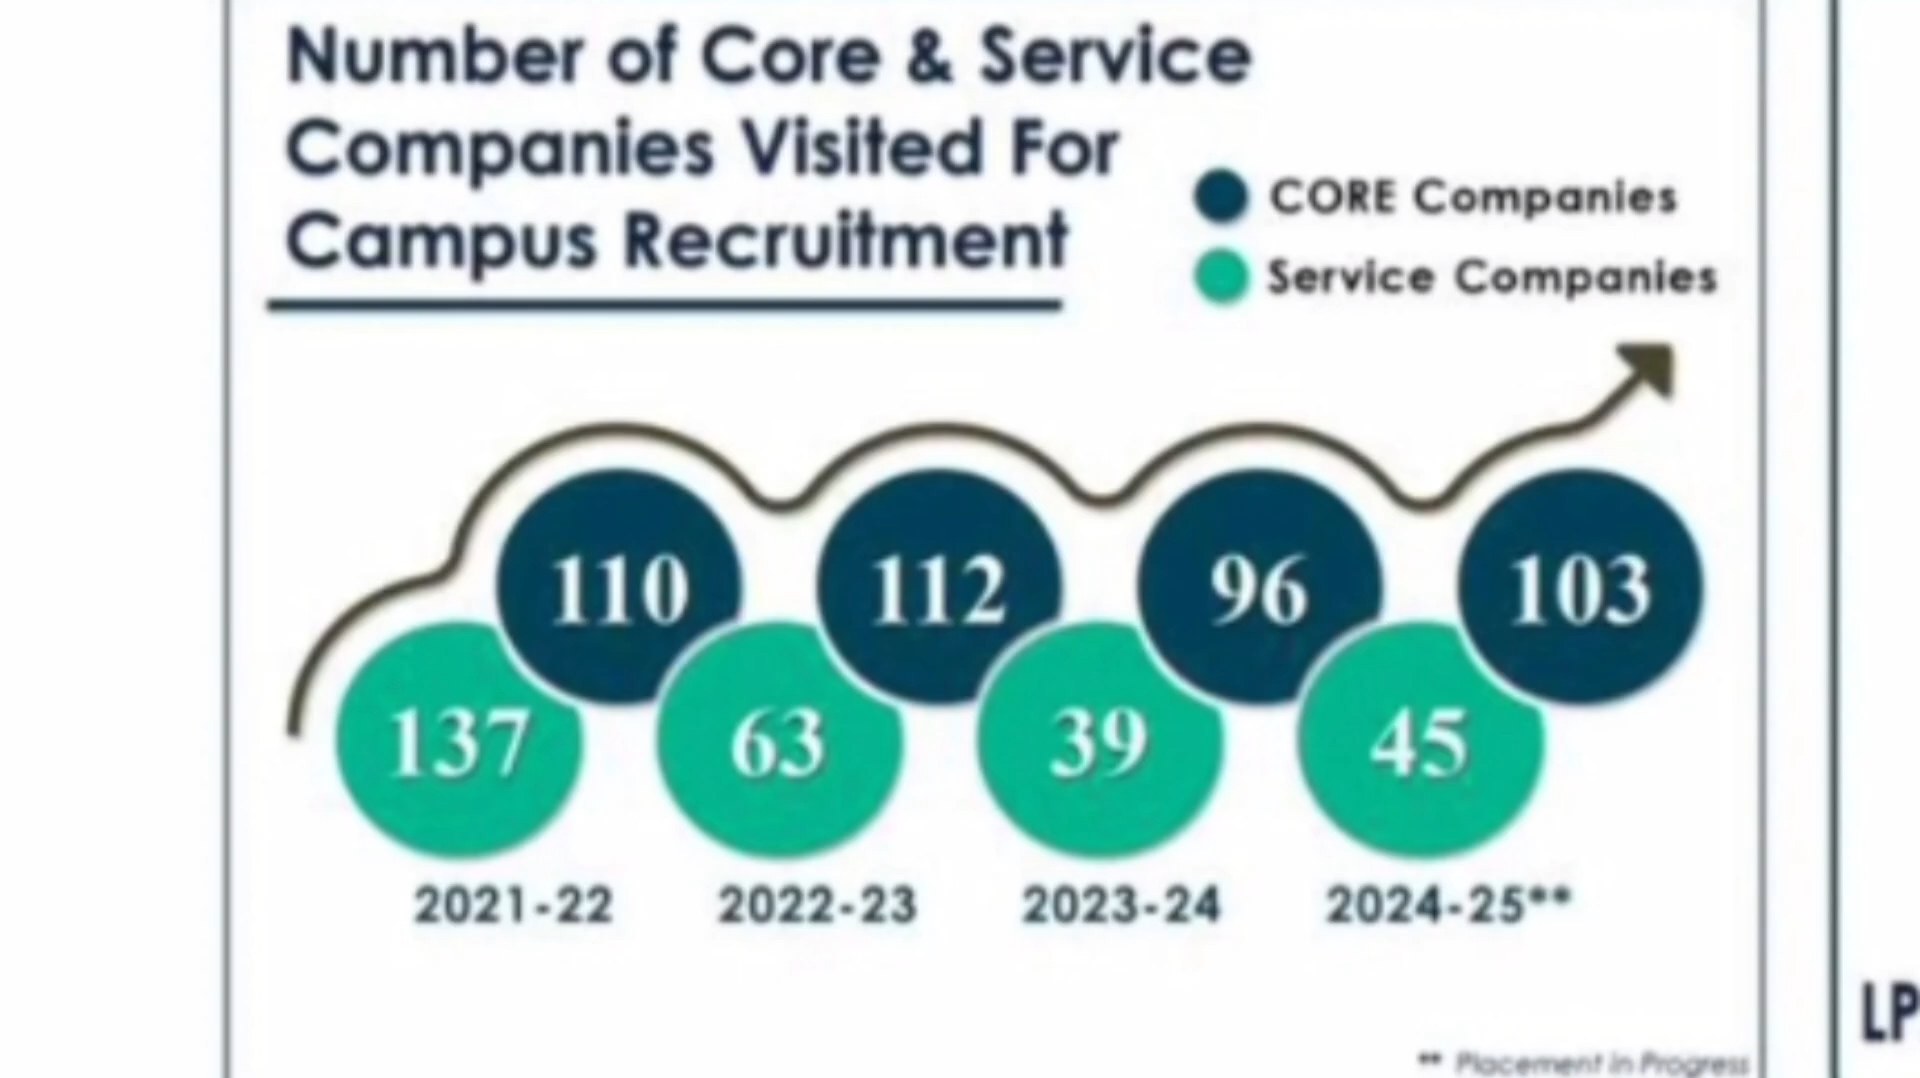 Number of Core & Service
Companies Visited For
Campus Recruitment
CORE Companies
Service Companies
110 112 96 103
137 63 39 45
2021-22 2022-23 2023-24 2024-25**
LP
** Placement in Progress